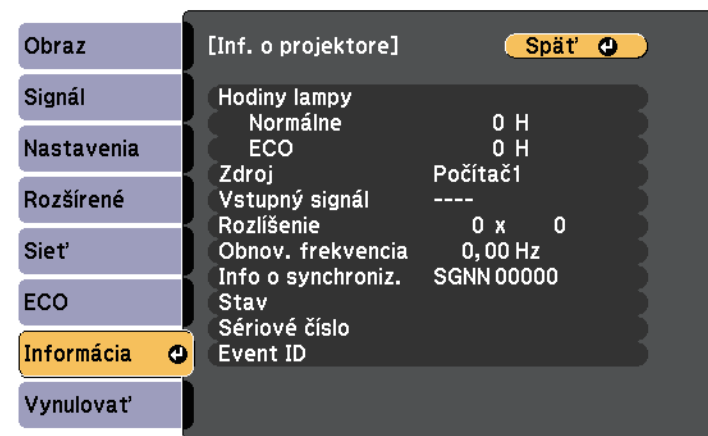 Obraz
Signál
Nastavenia
Rozšírené
Sieť
ECO
Informácia
Vynulovať
[Inf. o projektore] Späť
Hodiny lampy
Normálne 0 H
ECO 0 H
Zdroj Počítač1
Vstupný signál ----
Rozlíšenie 0 x 0
Obnov. frekvencia 0,00 Hz
Info o synchroniz. SGNN 00000
Stav
Sériové číslo
Event ID